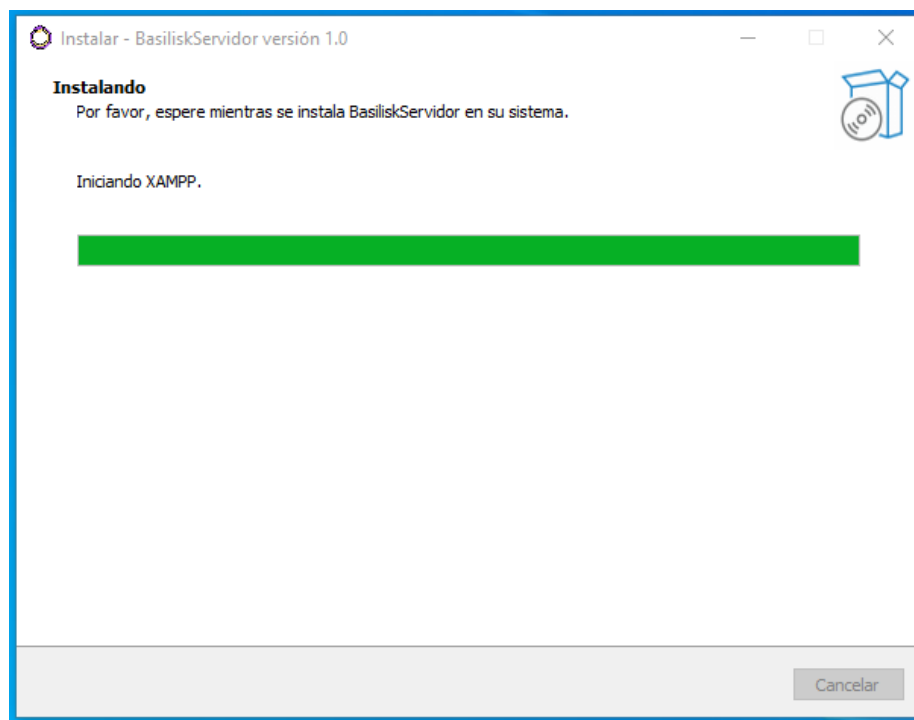 Instalar - BasiliskServidor versión 1.0
Instalando
Por favor, espere mientras se instala BasiliskServidor en su sistema.
Iniciando XAMPP.
Cancelar